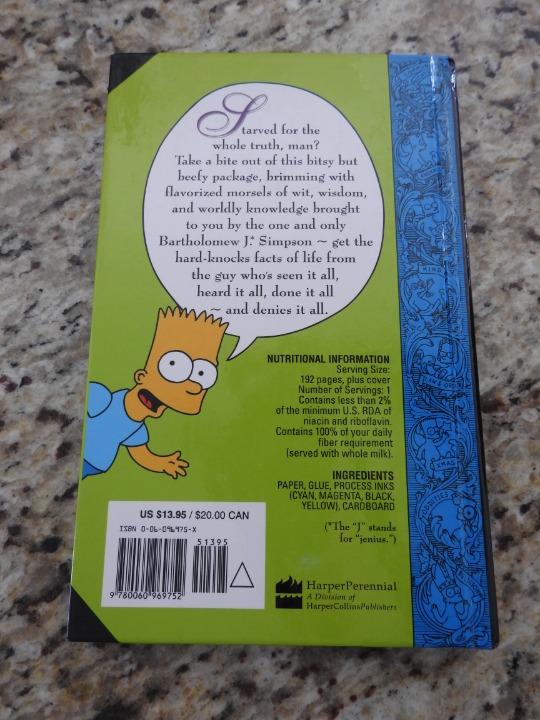 Starved for the
whole truth, man?
Take a bite out of this bitsy but
beefy package, brimming with
flavorized morsels of wit, wisdom,
and worldly knowledge brought
to you by the one and only
Bartholomew J.* Simpson ~ get the
hard-knocks facts of life from
the guy who's seen it all,
heard it all, done it all
~ and denies it all.
NUTRITIONAL INFORMATION
Serving Size:
192 pages, plus cover
Number of Servings: 1
Contains less than 2%
of the minimum U.S. RDA of
niacin and riboflavin.
Contains 100% of your daily
fiber requirement
(served with whole milk).
INGREDIENTS
PAPER, GLUE, PROCESS INKS
(CYAN, MAGENTA, BLACK,
YELLOW), CARDBOARD
(*The "J" stands
for "jenius.")
US $13.95 / $20.00 CAN
ISBN 0-06-096975-X
51395
9 780060 969752
HarperPerennial
A Division of
HarperCollinsPublishers
MIND
LAW & ORDER
XMAS
ODDITIES